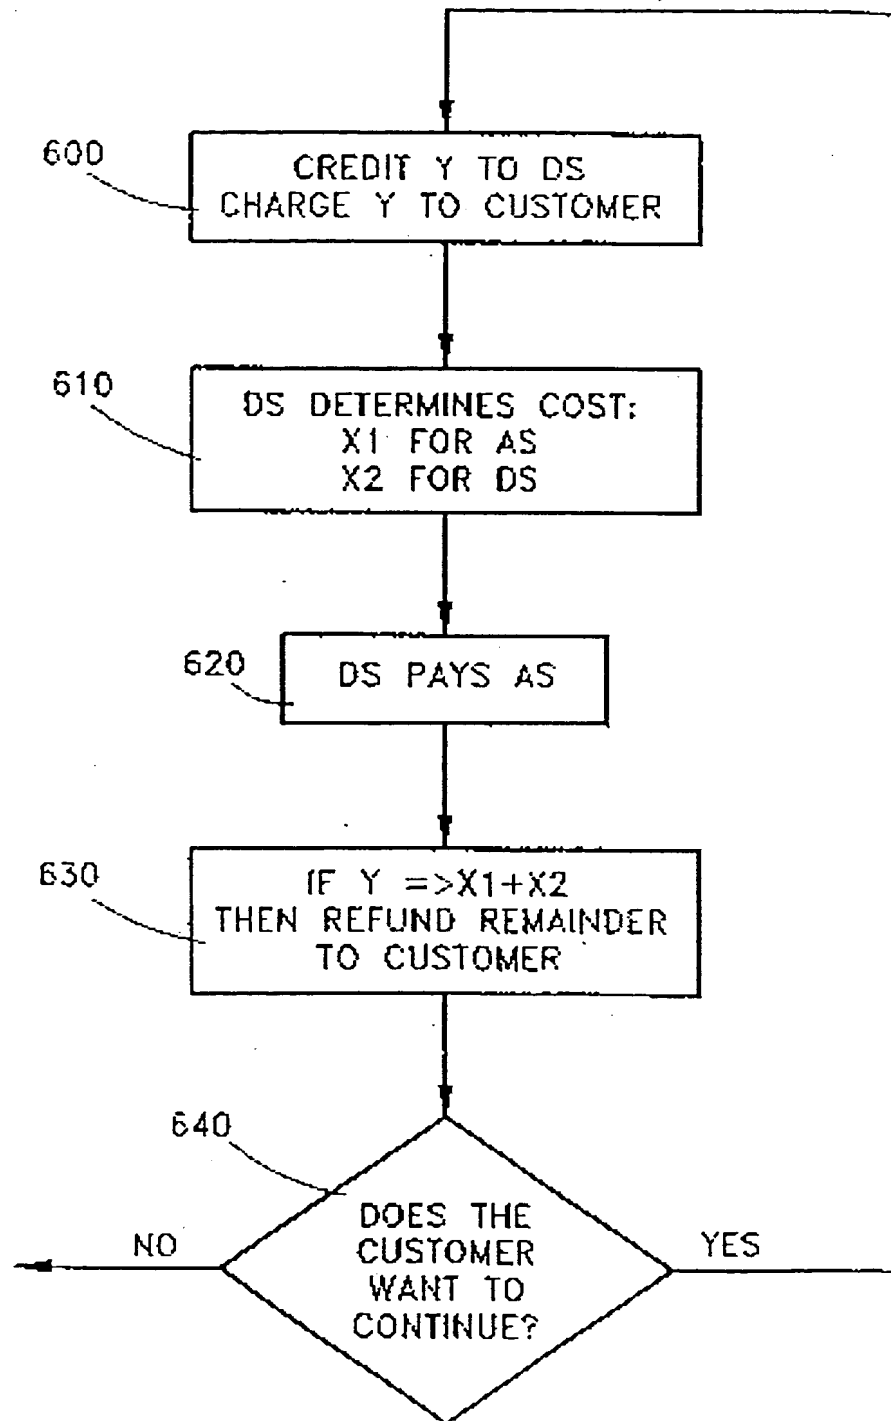 600
CREDIT Y TO DS
CHARGE Y TO CUSTOMER
610
DS DETERMINES COST:
X1 FOR AS
X2 FOR DS
620
DS PAYS AS
630
IF Y =>X1+X2
THEN REFUND REMAINDER
TO CUSTOMER
640
DOES THE
CUSTOMER
WANT TO
CONTINUE?
NO
YES